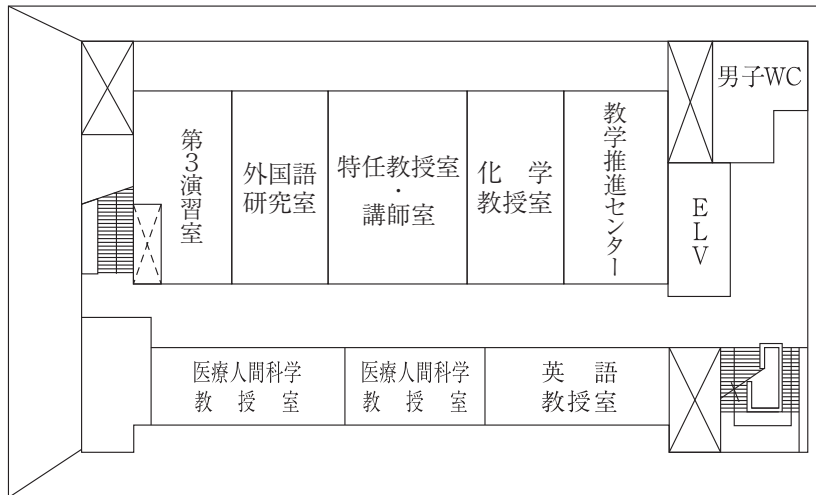 男子WC
第3演習室
外国語
研究室
特任教授室
・
講師室
化学
教授室
教学推進センター
ELV
医療人間科学
教授室
医療人間科学
教授室
英語
教授室